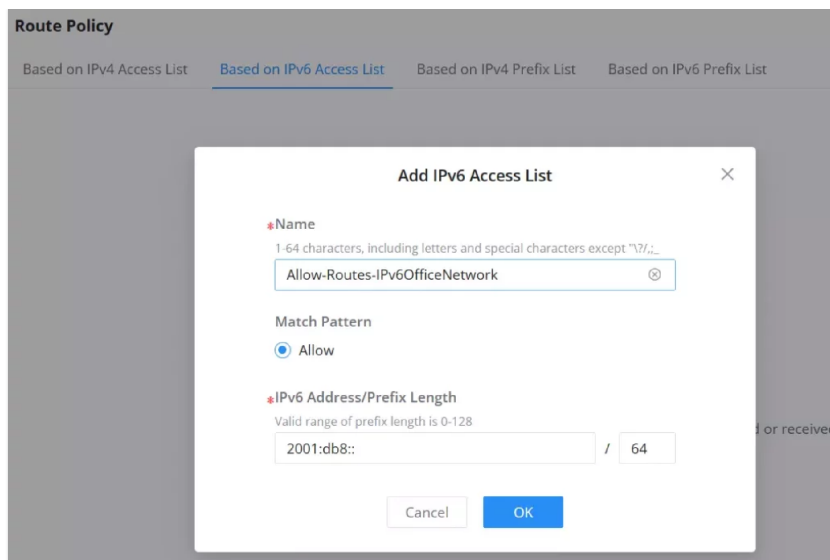 Route Policy
Based on IPv4 Access List Based on IPv6 Access List Based on IPv4 Prefix List Based on IPv6 Prefix List
Add IPv6 Access List
*Name
1-64 characters, including letters and special characters except "\?/,;_
Allow-Routes-IPv6OfficeNetwork
Match Pattern
Allow
*IPv6 Address/Prefix Length
Valid range of prefix length is 0-128
or received
2001:db8:: / 64
Cancel OK